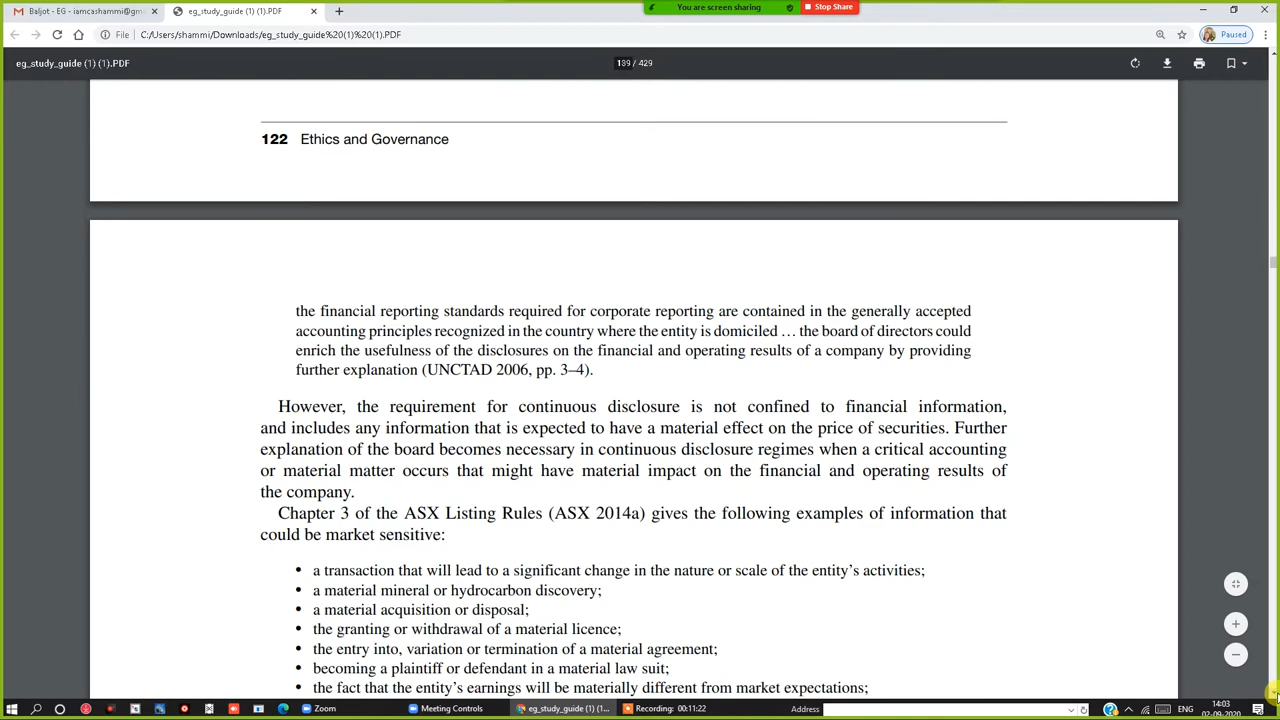 Baljot - EG - iamcashammi@gm
eg_study_guide (1) (1).PDF
You are screen sharing
Stop Share
File
C:/Users/shammi/Downloads/eg_study_guide%20(1)%20(1).PDF
Paused
eg_study_guide (1) (1).PDF
139 / 429
122 Ethics and Governance
the financial reporting standards required for corporate reporting are contained in the generally accepted
accounting principles recognized in the country where the entity is domiciled … the board of directors could
enrich the usefulness of the disclosures on the financial and operating results of a company by providing
further explanation (UNCTAD 2006, pp. 3–4).
However, the requirement for continuous disclosure is not confined to financial information,
and includes any information that is expected to have a material effect on the price of securities. Further
explanation of the board becomes necessary in continuous disclosure regimes when a critical accounting
or material matter occurs that might have material impact on the financial and operating results of
the company.
Chapter 3 of the ASX Listing Rules (ASX 2014a) gives the following examples of information that
could be market sensitive:
• a transaction that will lead to a significant change in the nature or scale of the entity’s activities;
• a material mineral or hydrocarbon discovery;
• a material acquisition or disposal;
• the granting or withdrawal of a material licence;
• the entry into, variation or termination of a material agreement;
• becoming a plaintiff or defendant in a material law suit;
• the fact that the entity’s earnings will be materially different from market expectations;
Zoom
Meeting Controls
eg_study_guide (1) (1...
Recording: 00:11:22
Address
ENG
14:03
02-09-2020